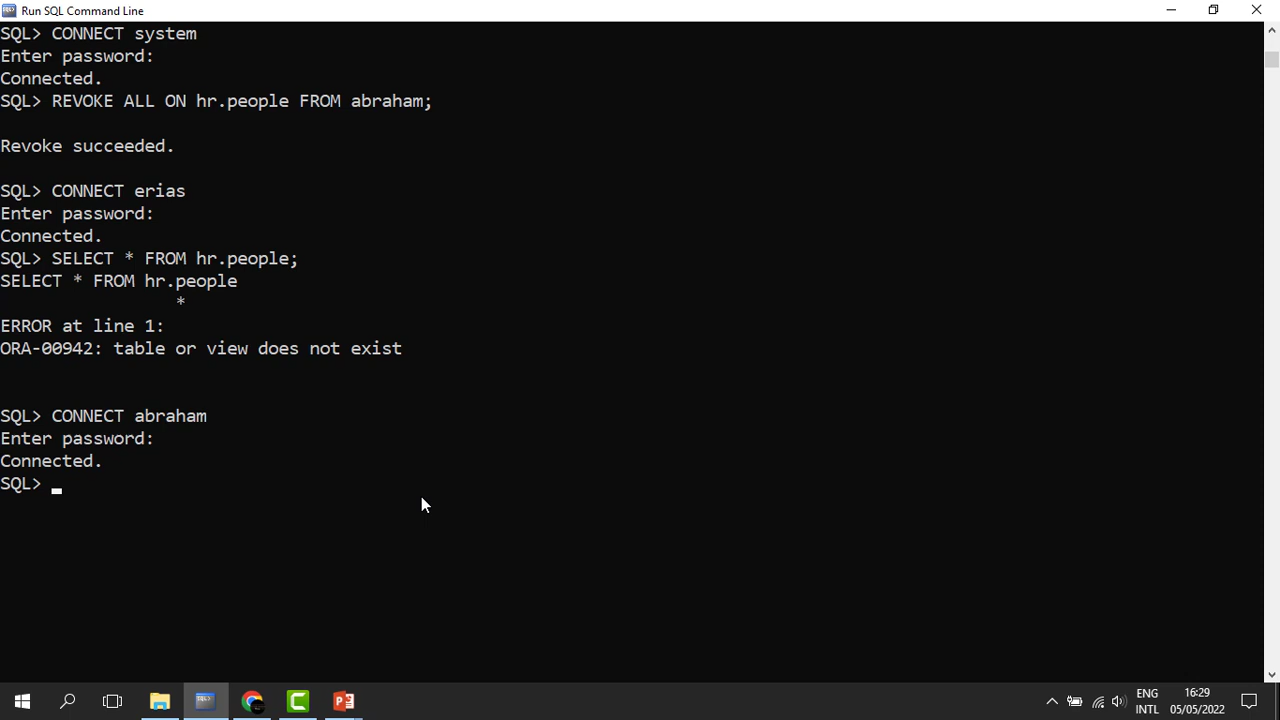 Run SQL Command Line
SQL> CONNECT system
Enter password:
Connected.
SQL> REVOKE ALL ON hr.people FROM abraham;
Revoke succeeded.
SQL> CONNECT erias
Enter password:
Connected.
SQL> SELECT * FROM hr.people;
SELECT * FROM hr.people
*
ERROR at line 1:
ORA-00942: table or view does not exist
SQL> CONNECT abraham
Enter password:
Connected.
SQL>
ENG
INTL
16:29
05/05/2022